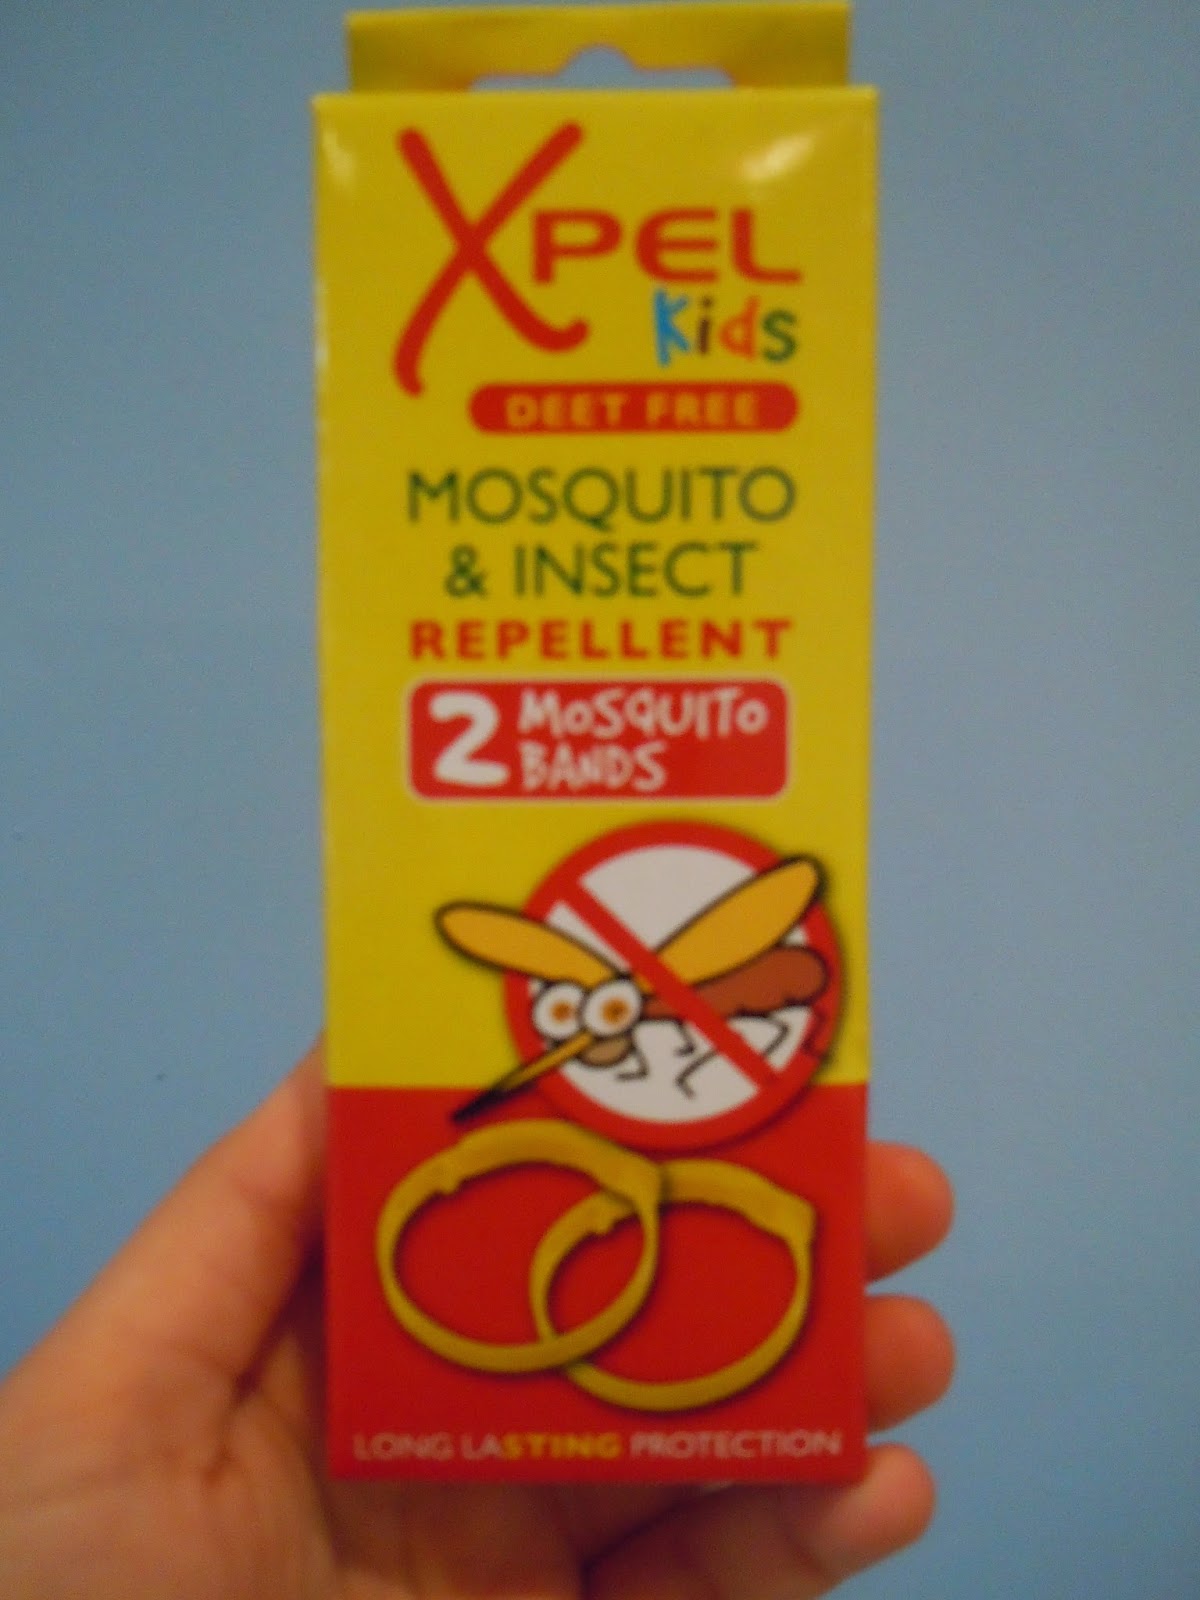 XPEL
Kids
DEET FREE
MOSQUITO
& INSECT
REPELLENT
2 MOSQUITO
BANDS
LONG LASTING PROTECTION